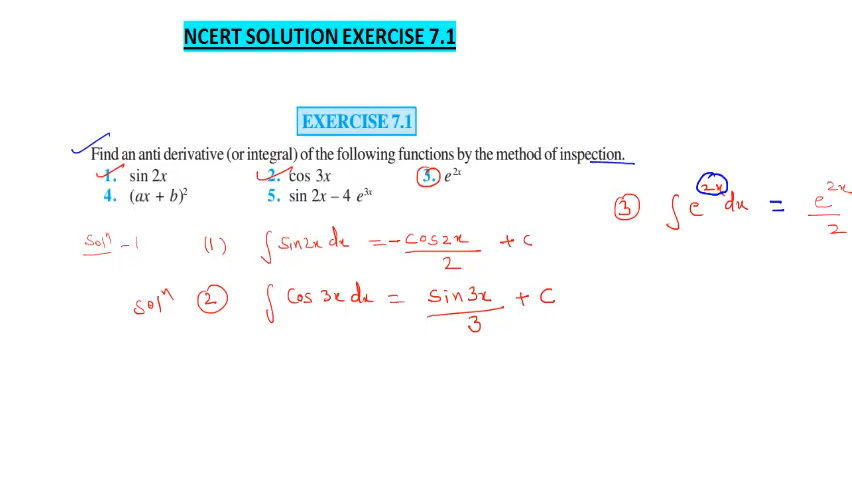 NCERT SOLUTION EXERCISE 7.1
EXERCISE 7.1
Find an anti derivative (or integral) of the following functions by the method of inspection.
1. sin 2x 2. cos 3x 3. e^{2x}
4. (ax + b)² 5. sin 2x – 4 e^{3x}
③ ∫ e^{2x} dx = e^{2x}/2
Solⁿ - 1 (1) ∫ sin2x dx = - cos2x/2 + c
Solⁿ ② ∫ Cos 3x dx = sin3x/3 + C